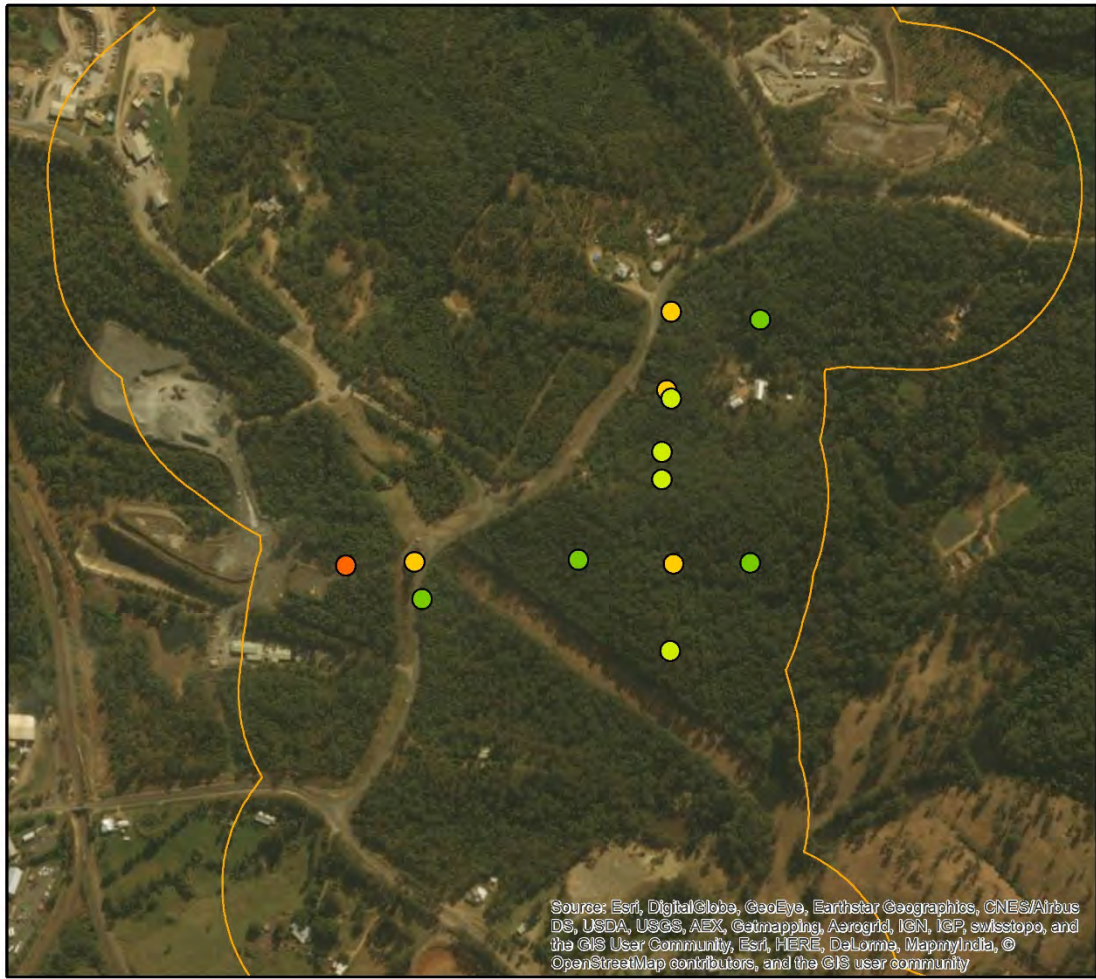 Source: Esri, DigitalGlobe, GeoEye, Earthstar Geographics, CNES/Airbus
DS, USDA, USGS, AEX, Getmapping, Aerogrid, IGN, IGP, swisstopo, and
the GIS User Community, Esri, HERE, DeLorme, MapmyIndia, ©
OpenStreetMap contributors, and the GIS user community